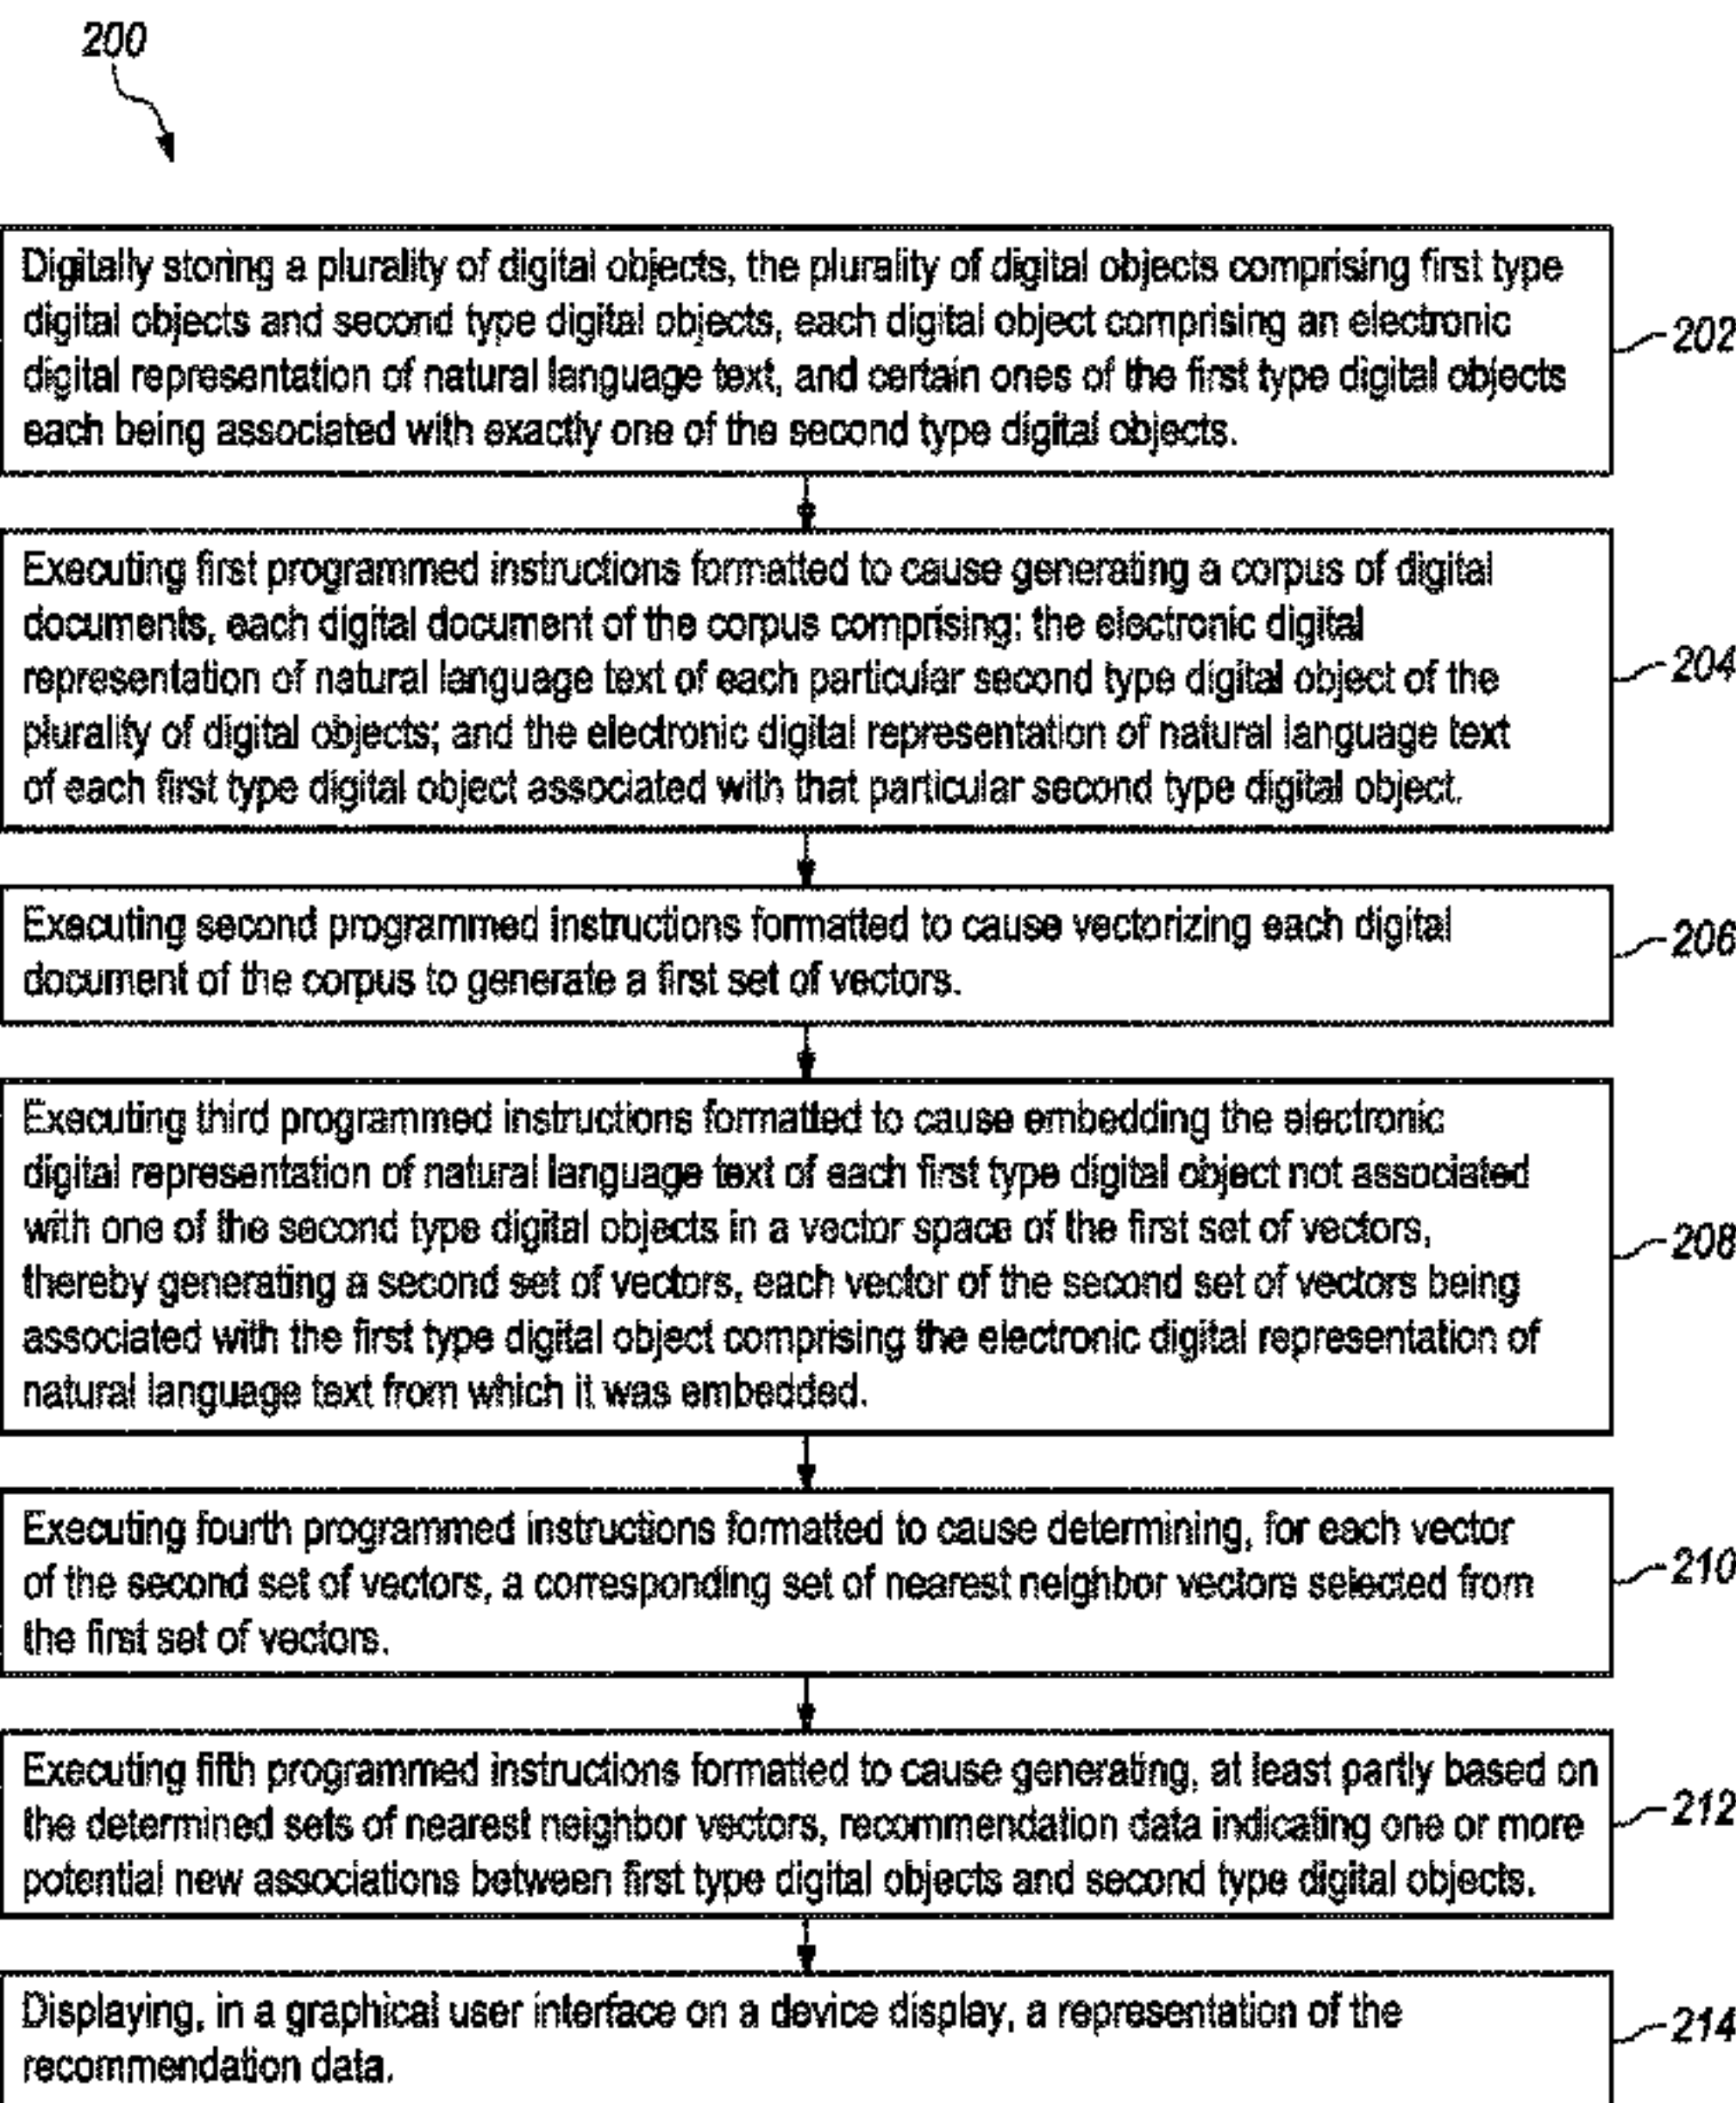 200
Digitally storing a plurality of digital objects, the plurality of digital objects comprising first type
digital objects and second type digital objects, each digital object comprising an electronic
digital representation of natural language text, and certain ones of the first type digital objects
each being associated with exactly one of the second type digital objects.
202
Executing first programmed instructions formatted to cause generating a corpus of digital
documents, each digital document of the corpus comprising: the electronic digital
representation of natural language text of each particular second type digital object of the
plurality of digital objects; and the electronic digital representation of natural language text
of each first type digital object associated with that particular second type digital object.
204
Executing second programmed instructions formatted to cause vectorizing each digital
document of the corpus to generate a first set of vectors.
206
Executing third programmed instructions formatted to cause embedding the electronic
digital representation of natural language text of each first type digital object not associated
with one of the second type digital objects in a vector space of the first set of vectors,
thereby generating a second set of vectors, each vector of the second set of vectors being
associated with the first type digital object comprising the electronic digital representation of
natural language text from which it was embedded.
208
Executing fourth programmed instructions formatted to cause determining, for each vector
of the second set of vectors, a corresponding set of nearest neighbor vectors selected from
the first set of vectors.
210
Executing fifth programmed instructions formatted to cause generating, at least partly based on
the determined sets of nearest neighbor vectors, recommendation data indicating one or more
potential new associations between first type digital objects and second type digital objects.
212
Displaying, in a graphical user interface on a device display, a representation of the
recommendation data.
214